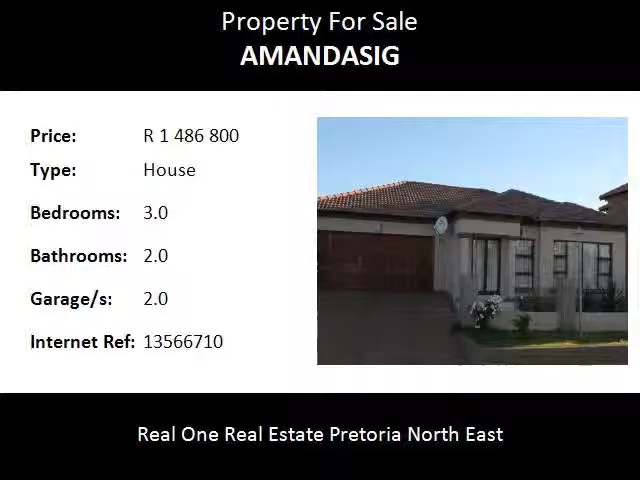 Property For Sale
AMANDASIG
Price: R 1 486 800
Type: House
Bedrooms: 3.0
Bathrooms: 2.0
Garage/s: 2.0
Internet Ref: 13566710
Real One Real Estate Pretoria North East